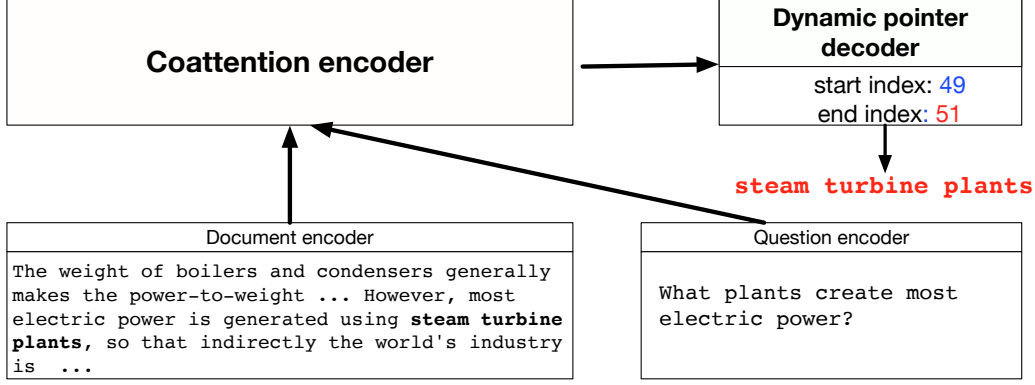 Coattention encoder
Dynamic pointer
decoder
start index: 49
end index: 51
steam turbine plants
Document encoder
The weight of boilers and condensers generally
makes the power-to-weight ... However, most
electric power is generated using steam turbine
plants, so that indirectly the world's industry
is ...
Question encoder
What plants create most
electric power?